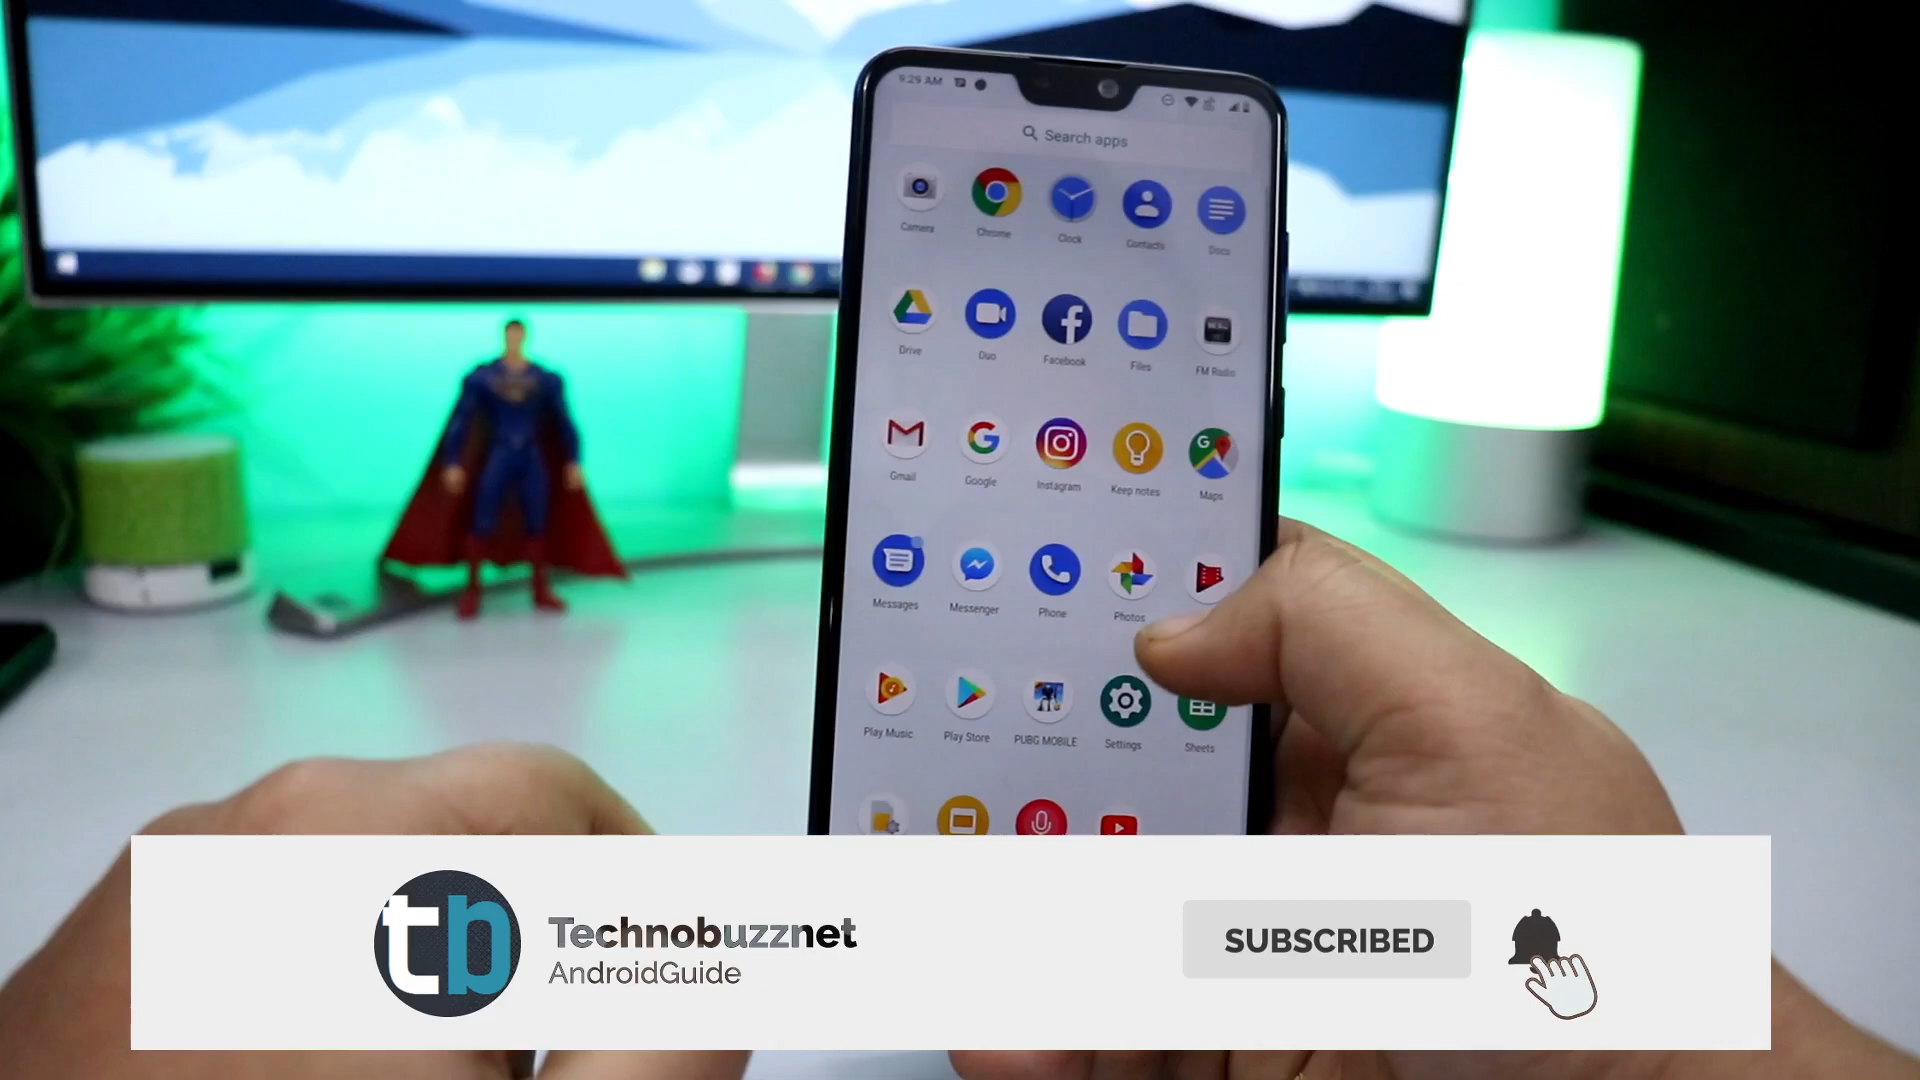 9:29 AM
Search apps
Camera Chrome Clock Contacts Docs
Drive Duo Facebook Files FM Radio
Gmail Google Instagram Keep notes Maps
Messages Messenger Phone Photos
Play Music Play Store PUBG MOBILE Settings Sheets
tb
Technobuzznet
AndroidGuide
SUBSCRIBED